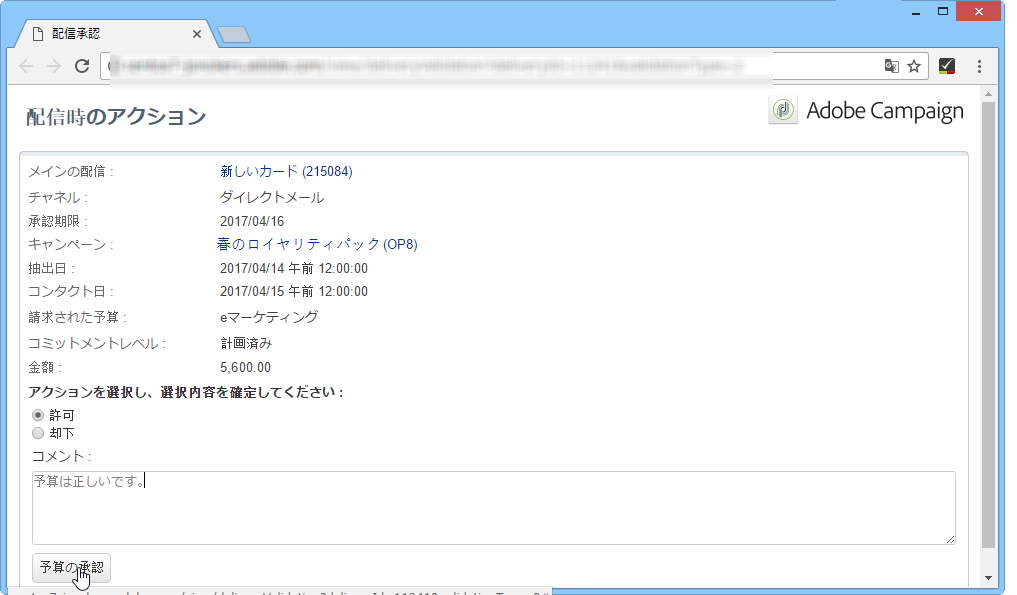 配信承認
配信時のアクション
Adobe Campaign
メインの配信 : 新しいカード (215084)
チャネル : ダイレクトメール
承認期限 : 2017/04/16
キャンペーン : 春のロイヤリティパック (OP8)
抽出日 : 2017/04/14 午前 12:00:00
コンタクト日 : 2017/04/15 午前 12:00:00
請求された予算 : eマーケティング
コミットメントレベル : 計画済み
金額 : 5,600.00
アクションを選択し、選択内容を確定してください :
許可
却下
コメント :
予算は正しいです。
予算の承認